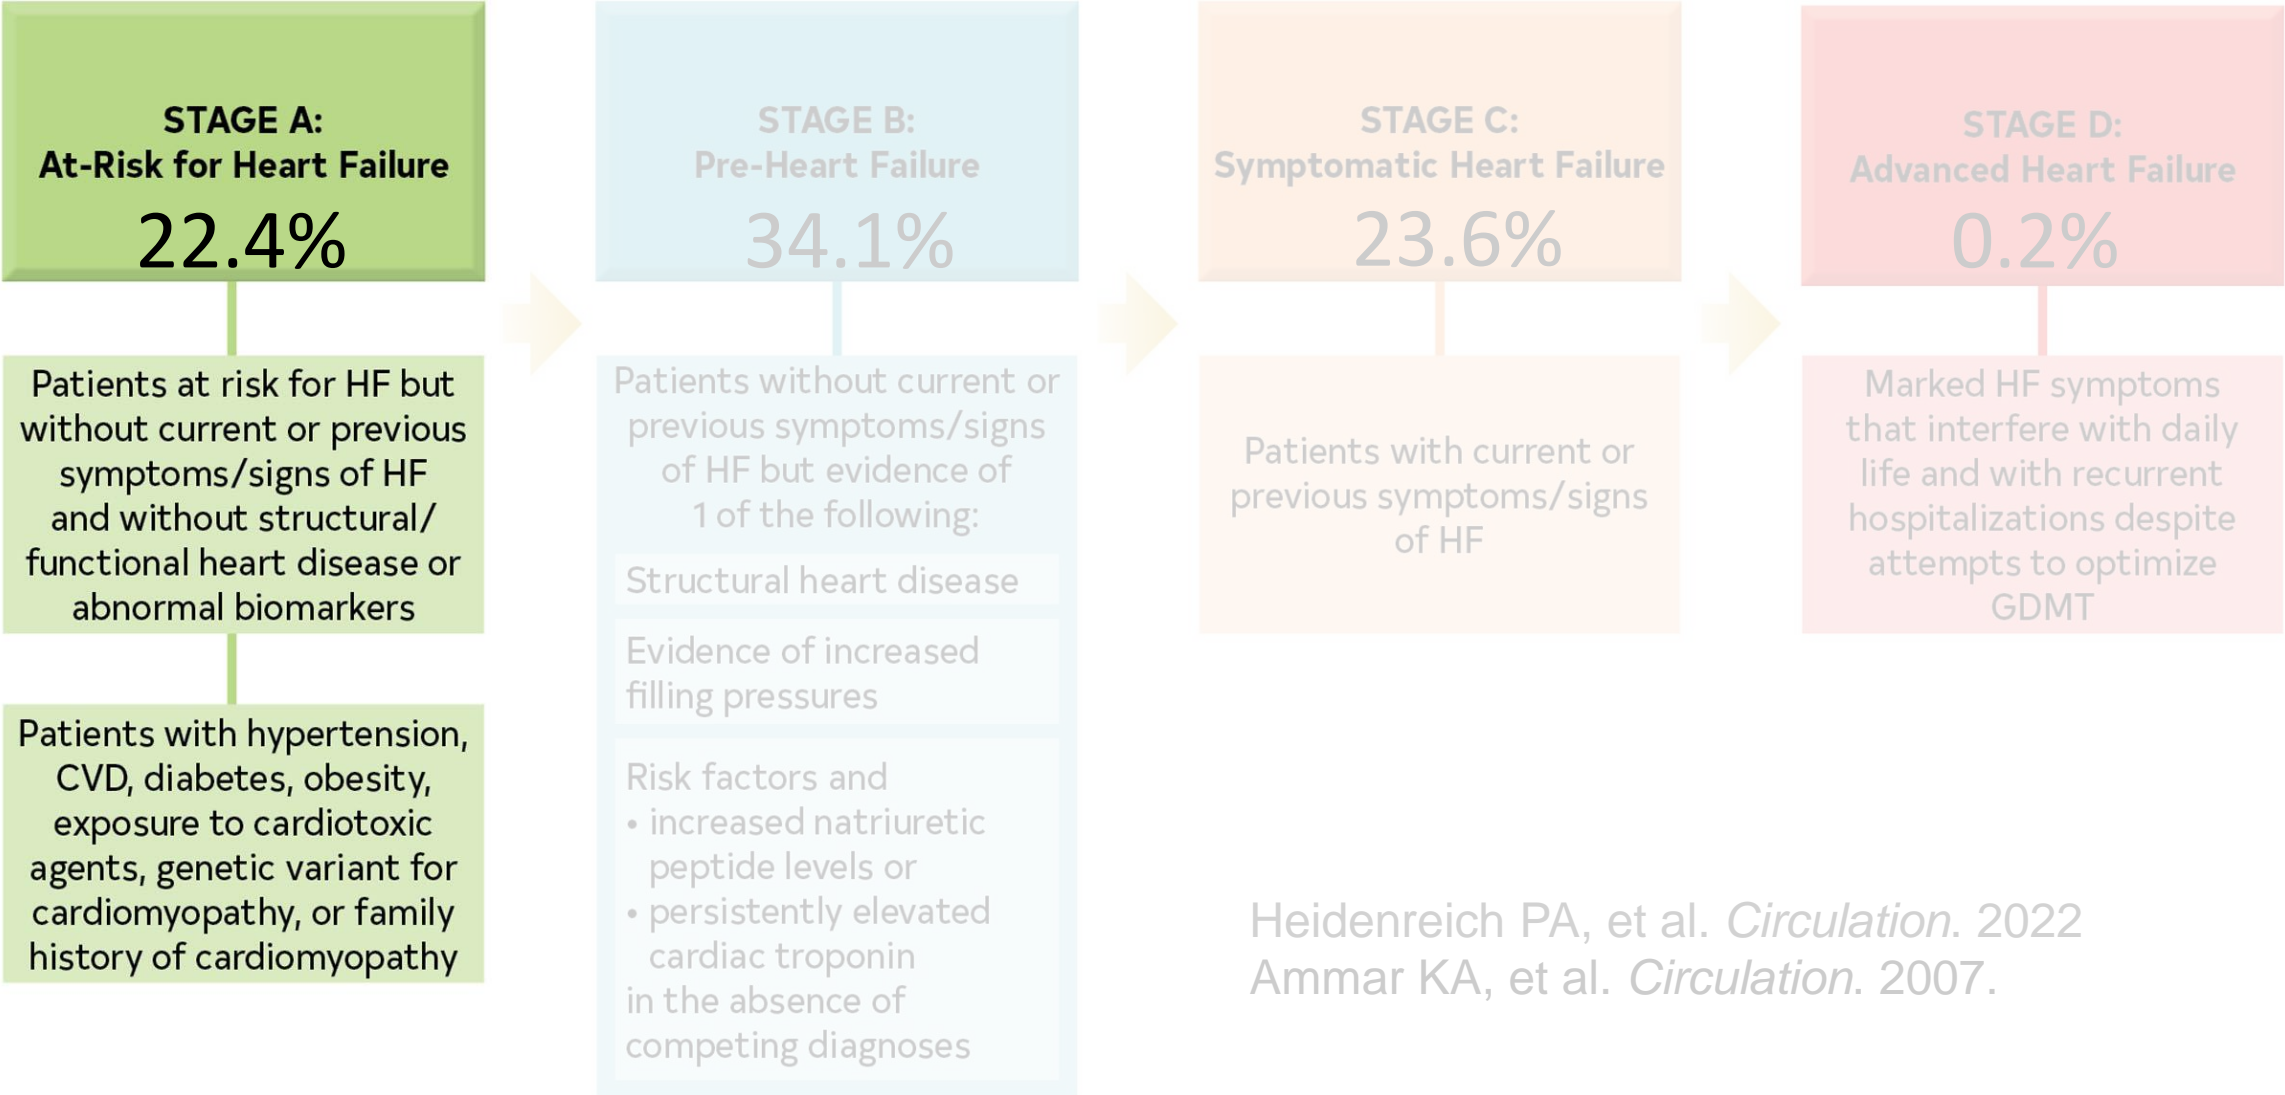 STAGE A:
At-Risk for Heart Failure
22.4%
Patients at risk for HF but
without current or previous
symptoms/signs of HF
and without structural/
functional heart disease or
abnormal biomarkers
Patients with hypertension,
CVD, diabetes, obesity,
exposure to cardiotoxic
agents, genetic variant for
cardiomyopathy, or family
history of cardiomyopathy
STAGE B:
Pre-Heart Failure
34.1%
Patients without current or
previous symptoms/signs
of HF but evidence of
1 of the following:
Structural heart disease
Evidence of increased
filling pressures
Risk factors and
• increased natriuretic
peptide levels or
• persistently elevated
cardiac troponin
in the absence of
competing diagnoses
STAGE C:
Symptomatic Heart Failure
23.6%
Patients with current or
previous symptoms/signs
of HF
STAGE D:
Advanced Heart Failure
0.2%
Marked HF symptoms
that interfere with daily
life and with recurrent
hospitalizations despite
attempts to optimize
GDMT
Heidenreich PA, et al. Circulation. 2022
Ammar KA, et al. Circulation. 2007.